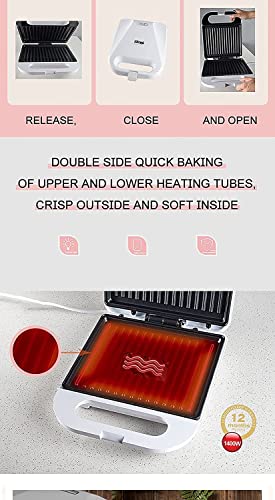 RELEASE,
CLOSE
AND OPEN
DOUBLE SIDE QUICK BAKING
OF UPPER AND LOWER HEATING TUBES,
CRISP OUTSIDE AND SOFT INSIDE
12
months
1400W